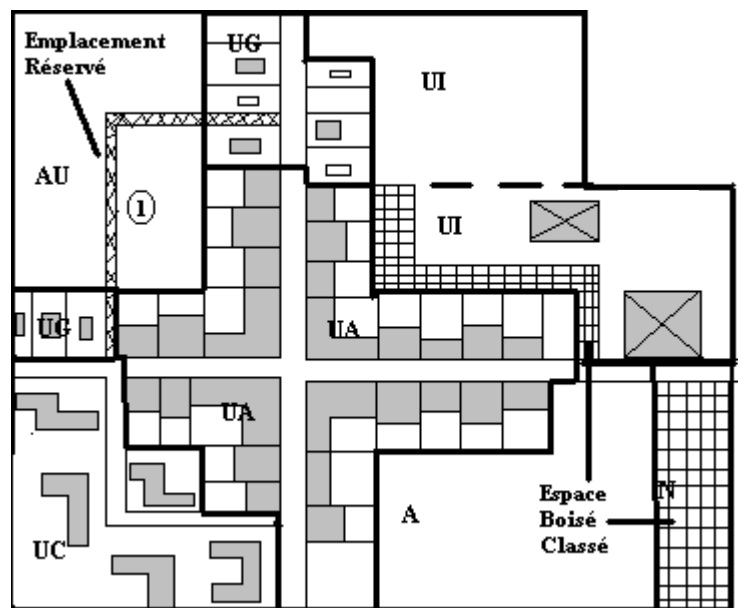 Emplacement
Réservé
UG
UI
AU
1
UI
UG
UA
UA
Espace
Boisé
Classé
N
A
UC